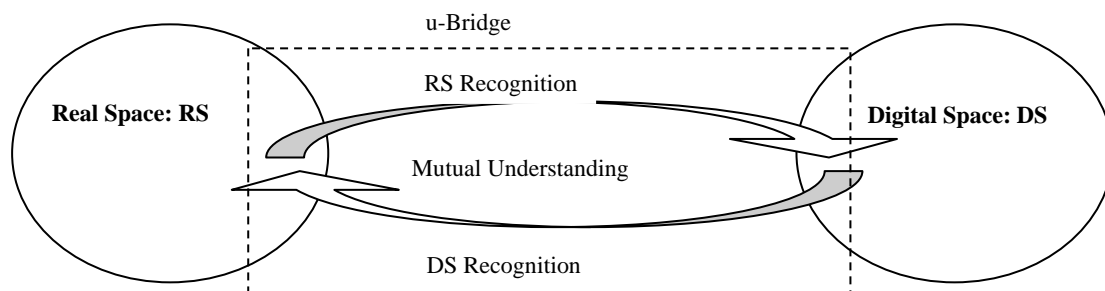 u-Bridge
RS Recognition
Real Space: RS
Digital Space: DS
Mutual Understanding
DS Recognition